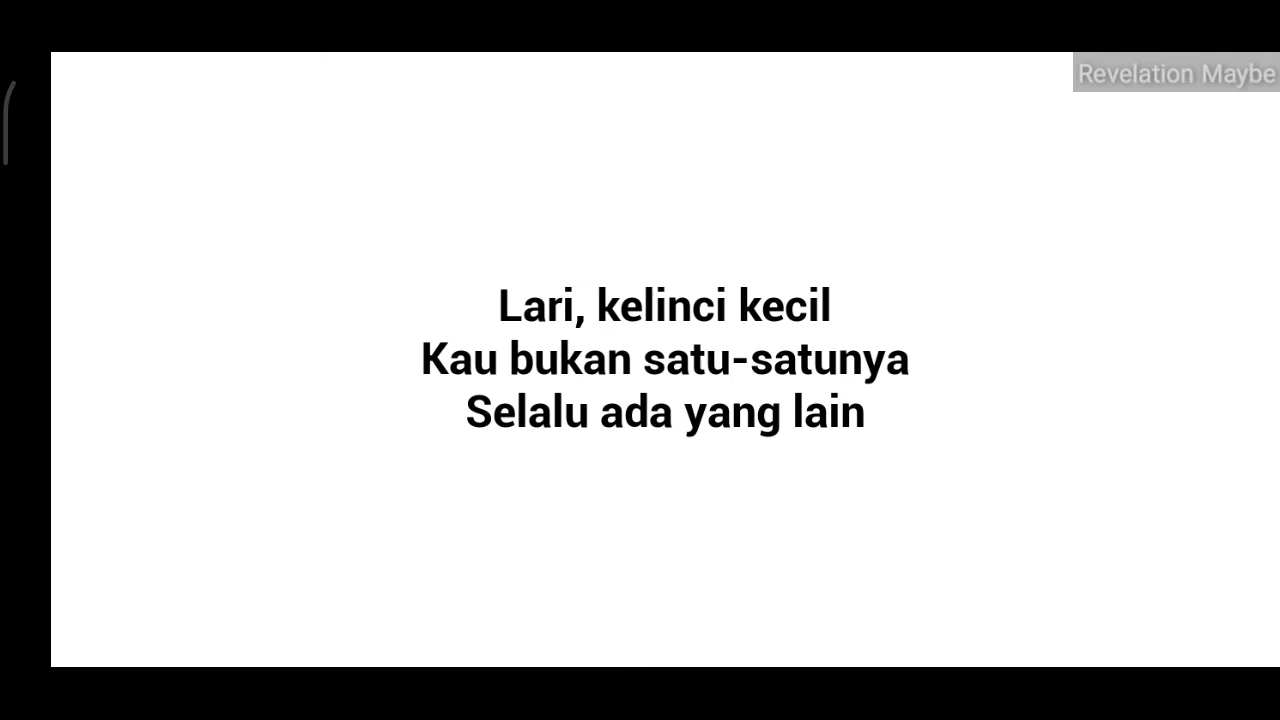 Revelation Maybe
Lari, kelinci kecil
Kau bukan satu-satunya
Selalu ada yang lain